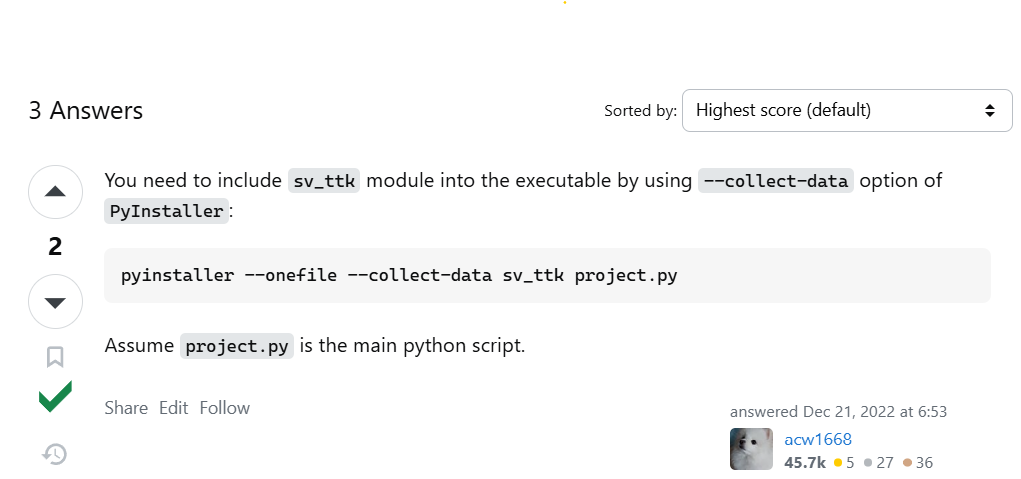 3 Answers
Sorted by: Highest score (default)
You need to include sv_ttk module into the executable by using --collect-data option of
PyInstaller:
2
pyinstaller --onefile --collect-data sv_ttk project.py
Assume project.py is the main python script.
Share Edit Follow
answered Dec 21, 2022 at 6:53
acw1668
45.7k 5 27 36